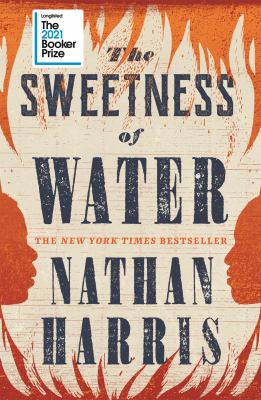 Longlisted
The
2021
Booker
Prize
The
SWEETNESS
of
WATER
THE NEW YORK TIMES BESTSELLER
NATHAN
HARRIS